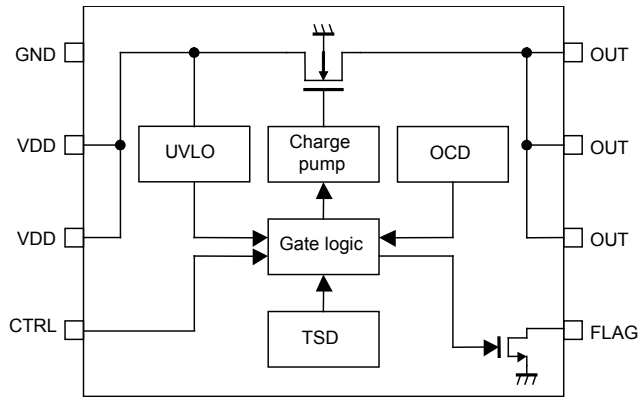 GND
OUT
VDD
UVLO
Charge
pump
OCD
OUT
VDD
Gate logic
OUT
CTRL
TSD
FLAG